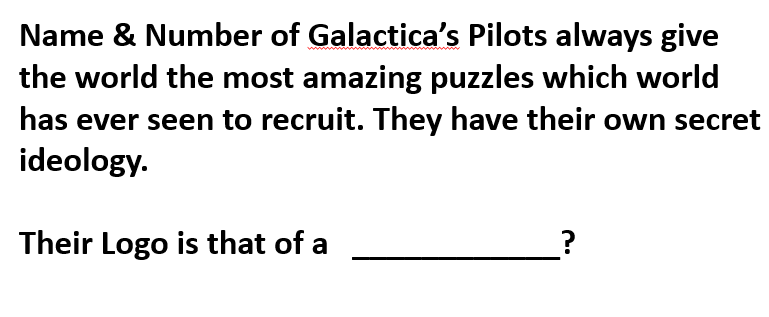 Name & Number of Galactica’s Pilots always give
the world the most amazing puzzles which world
has ever seen to recruit. They have their own secret
ideology.
Their Logo is that of a ____________?